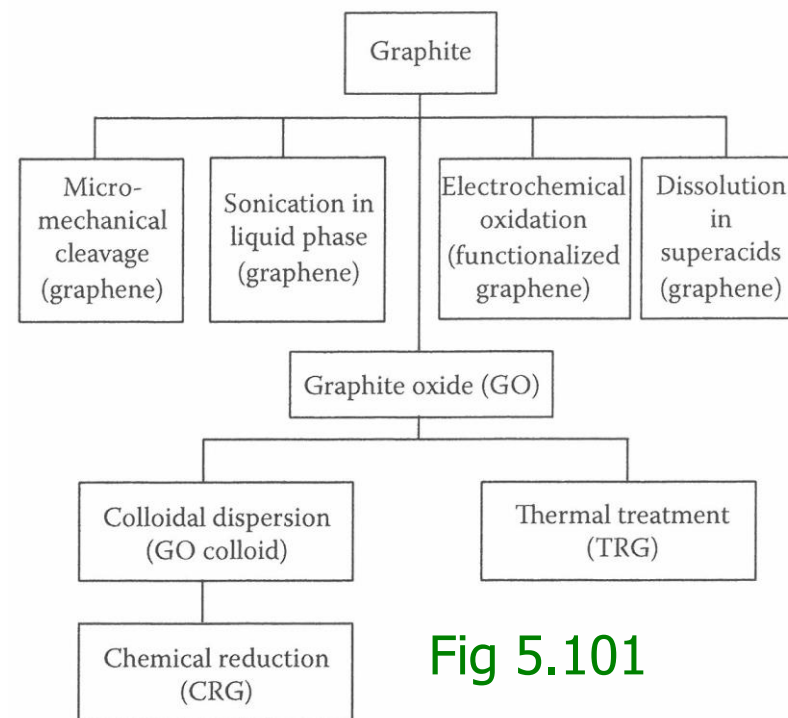 Graphite
Micro-
mechanical
cleavage
(graphene)
Sonication in
liquid phase
(graphene)
Electrochemical
oxidation
(functionalized
graphene)
Dissolution
in
superacids
(graphene)
Graphite oxide (GO)
Colloidal dispersion
(GO colloid)
Thermal treatment
(TRG)
Chemical reduction
(CRG)
Fig 5.101